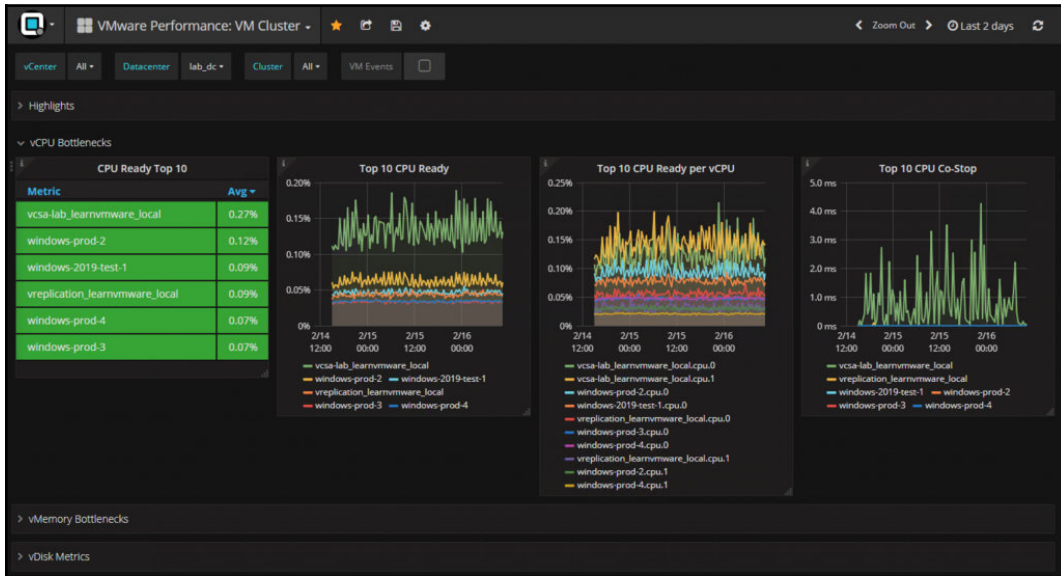 VMware Performance: VM Cluster
Zoom Out Last 2 days
vCenter All Datacenter lab_dc Cluster All VM Events
Highlights
vCPU Bottlenecks
CPU Ready Top 10
Metric Avg
vcsa-lab_learnvmware_local 0.27%
windows-prod-2 0.12%
windows-2019-test-1 0.09%
vreplication_learnvmware_local 0.09%
windows-prod-4 0.07%
windows-prod-3 0.07%
Top 10 CPU Ready
0.20%
0.15%
0.10%
0.05%
0%
2/14 2/15 2/15 2/16
12:00 00:00 12:00 00:00
vcsa-lab_learnvmware_local
windows-prod-2 windows-2019-test-1
vreplication_learnvmware_local
windows-prod-3 windows-prod-4
Top 10 CPU Ready per vCPU
0.25%
0.20%
0.15%
0.10%
0.05%
0%
2/14 2/15 2/15 2/16
12:00 00:00 12:00 00:00
vcsa-lab_learnvmware_local.cpu.0
vcsa-lab_learnvmware_local.cpu.1
windows-prod-2.cpu.0
windows-2019-test-1.cpu.0
vreplication_learnvmware_local.cpu.0
windows-prod-3.cpu.0
windows-prod-4.cpu.0
vreplication_learnvmware_local.cpu.1
windows-prod-2.cpu.1
windows-prod-4.cpu.1
Top 10 CPU Co-Stop
5.0 ms
4.0 ms
3.0 ms
2.0 ms
1.0 ms
0 ms
2/14 2/15 2/15 2/16
12:00 00:00 12:00 00:00
vcsa-lab_learnvmware_local
vreplication_learnvmware_local
windows-2019-test-1 windows-prod-2
windows-prod-3 windows-prod-4
vMemory Bottlenecks
vDisk Metrics